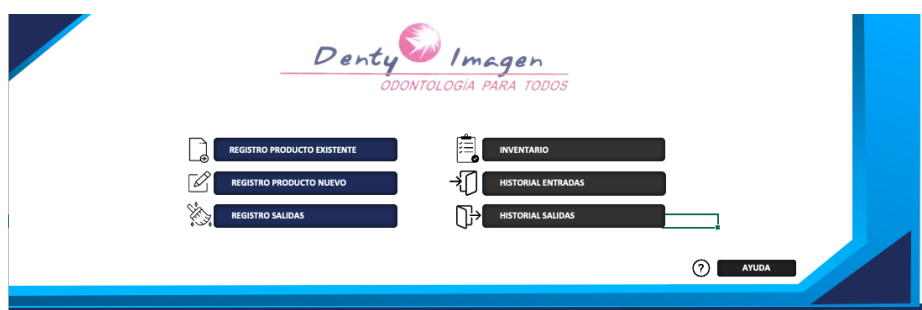 Denty Imagen
ODONTOLOGÍA PARA TODOS
REGISTRO PRODUCTO EXISTENTE
REGISTRO PRODUCTO NUEVO
REGISTRO SALIDAS
INVENTARIO
HISTORIAL ENTRADAS
HISTORIAL SALIDAS
? AYUDA